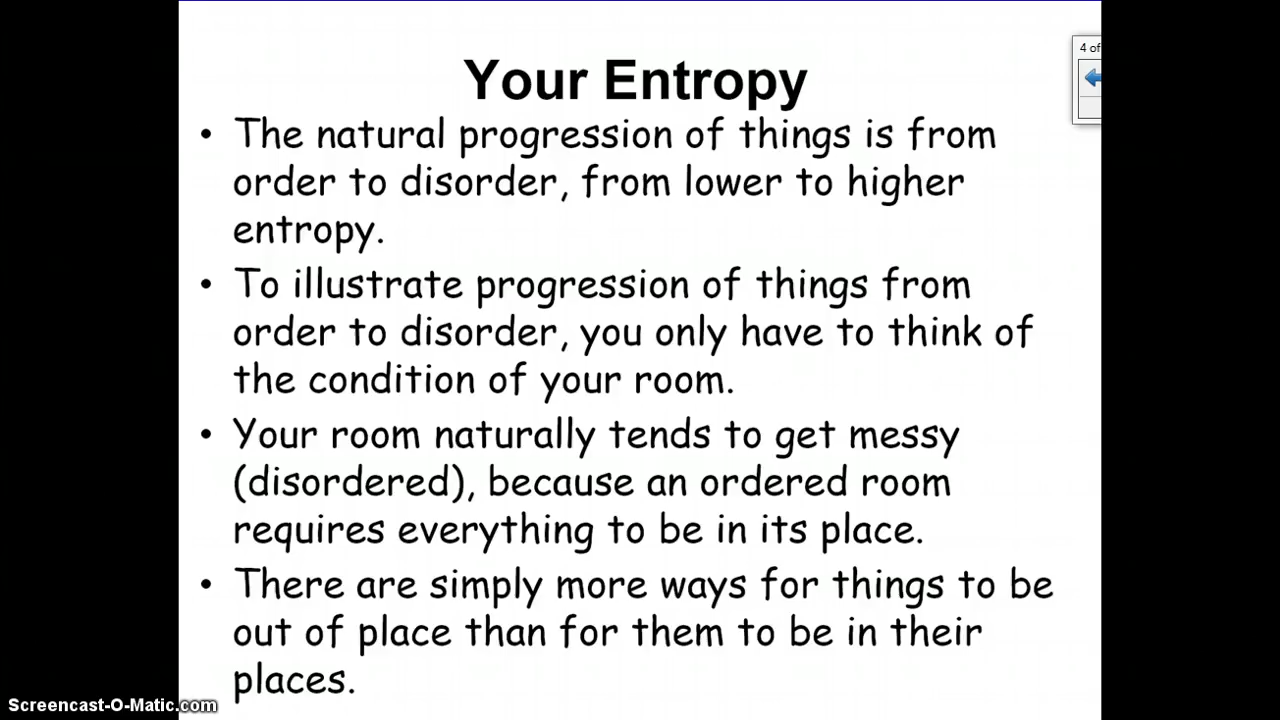 Your Entropy
4 of
• The natural progression of things is from
order to disorder, from lower to higher
entropy.
• To illustrate progression of things from
order to disorder, you only have to think of
the condition of your room.
• Your room naturally tends to get messy
(disordered), because an ordered room
requires everything to be in its place.
• There are simply more ways for things to be
out of place than for them to be in their
places.
Screencast-O-Matic.com